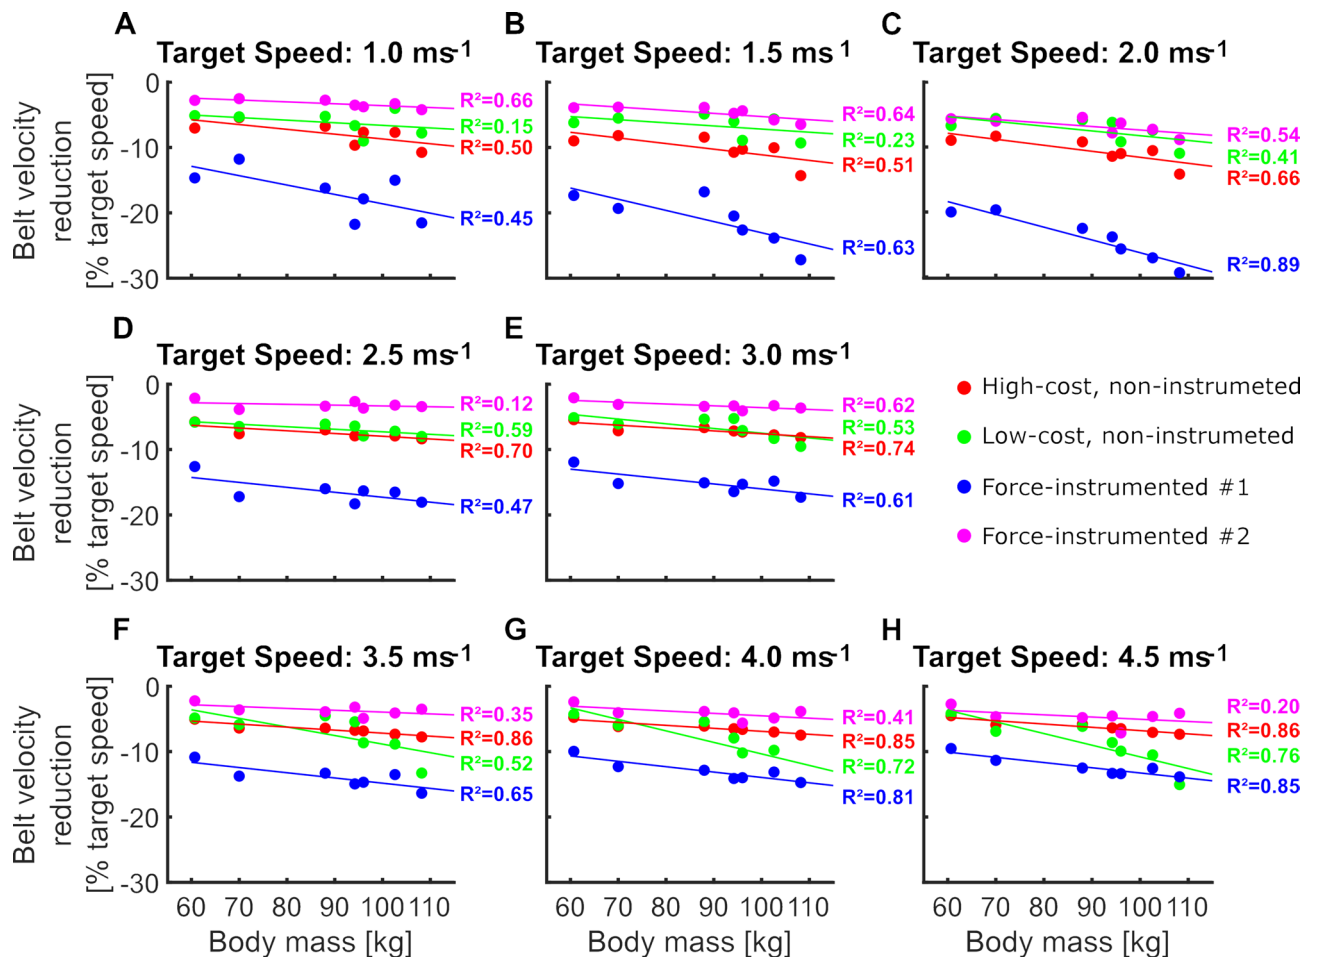 A
B
C
Target Speed: 1.0 ms-1
Target Speed: 1.5 ms-1
Target Speed: 2.0 ms-1
Belt velocity
reduction
[% target speed]
0
-10
-20
-30
R²=0.66
R²=0.15
R²=0.50
R²=0.45
R²=0.64
R²=0.23
R²=0.51
R²=0.63
R²=0.54
R²=0.41
R²=0.66
R²=0.89
D
E
Target Speed: 2.5 ms-1
Target Speed: 3.0 ms-1
Belt velocity
reduction
[% target speed]
0
-10
-20
-30
R²=0.12
R²=0.59
R²=0.70
R²=0.47
R²=0.62
R²=0.53
R²=0.74
R²=0.61
High-cost, non-instrumeted
Low-cost, non-instrumeted
Force-instrumented #1
Force-instrumented #2
F
G
H
Target Speed: 3.5 ms-1
Target Speed: 4.0 ms-1
Target Speed: 4.5 ms-1
Belt velocity
reduction
[% target speed]
0
-10
-20
-30
R²=0.35
R²=0.86
R²=0.52
R²=0.65
R²=0.41
R²=0.85
R²=0.72
R²=0.81
R²=0.20
R²=0.86
R²=0.76
R²=0.85
60 70 80 90 100 110
60 70 80 90 100 110
60 70 80 90 100 110
Body mass [kg]
Body mass [kg]
Body mass [kg]